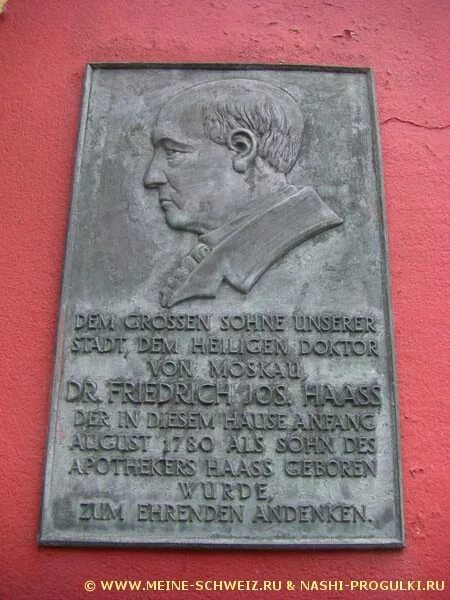 DEM GROSSEN SOHNE UNSERER
STADT, DEM HEILIGEN DOKTOR
VON MOSKAU,
DR. FRIEDRICH JOS. HAASS
DER IN DIESEM HAUSE ANFANG
AUGUST 1780 ALS SOHN DES
APOTHEKERS HAASS GEBOREN
WURDE,
ZUM EHRENDEN ANDENKEN.
© WWW.MEINE-SCHWEIZ.RU & NASHI-PROGULKI.RU